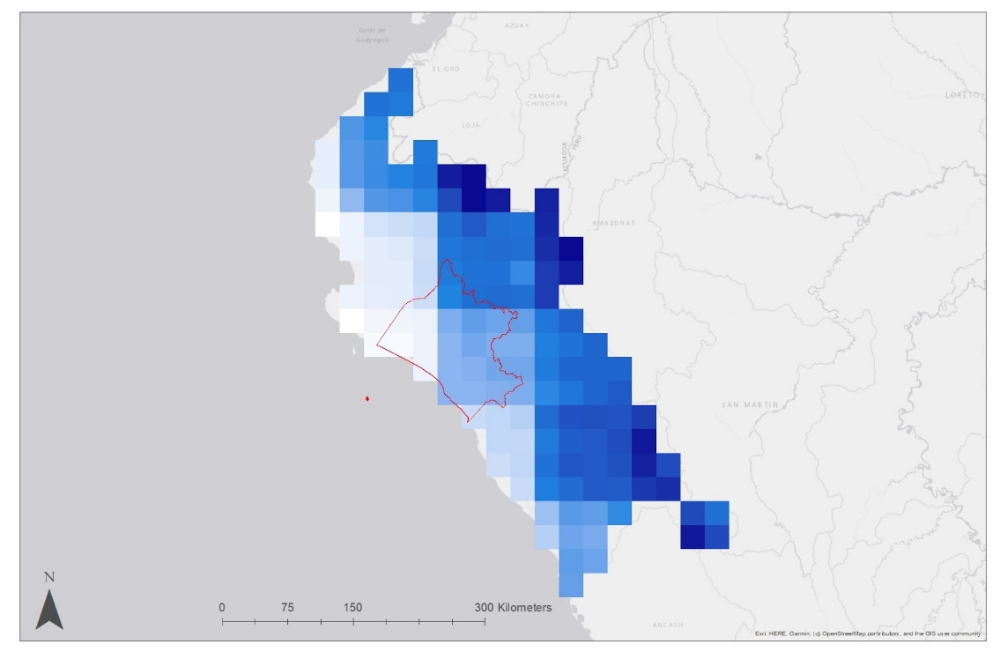 Golfo de
Guayaquil
AZUAY
EL ORO
ZAMORA-
CHINCHIPE
LORETO
LOJA
ECUADOR
PERU
AMAZONAS
SAN MARTIN
N
0 75 150 300 Kilometers
ANCASH
Esri, HERE, Garmin, (c) OpenStreetMap contributors, and the GIS user community